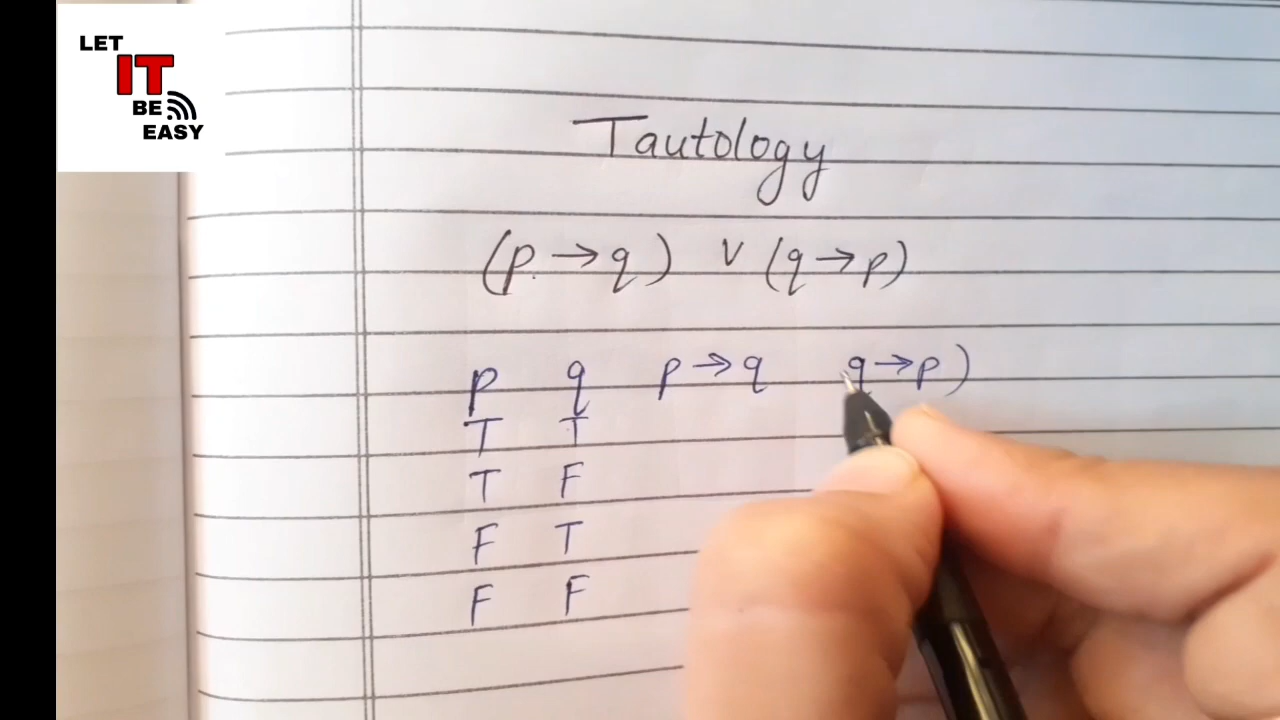 LET
IT
BE
EASY
Tautology
(p → q) v (q → p)
p q p → q q → p)
T T
T F
F T
F F